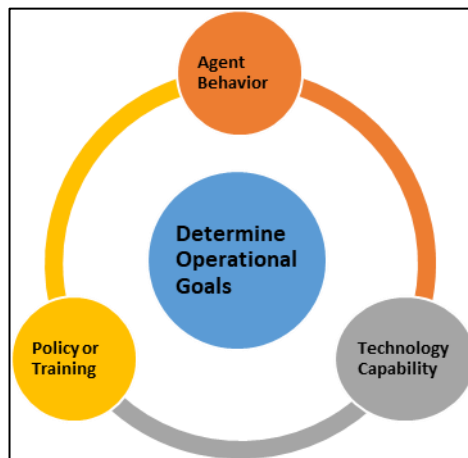 Agent
Behavior
Determine
Operational
Goals
Policy or
Training
Technology
Capability